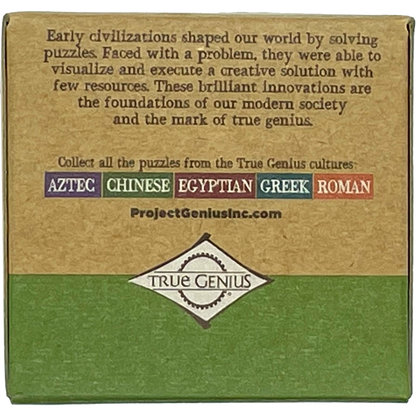 Early civilizations shaped our world by solving
puzzles. Faced with a problem, they were able to
visualize and execute a creative solution with
few resources. These brilliant innovations are
the foundations of our modern society
and the mark of true genius.
Collect all the puzzles from the True Genius cultures:
AZTEC CHINESE EGYPTIAN GREEK ROMAN
ProjectGeniusInc.com
TRUE GENIUS